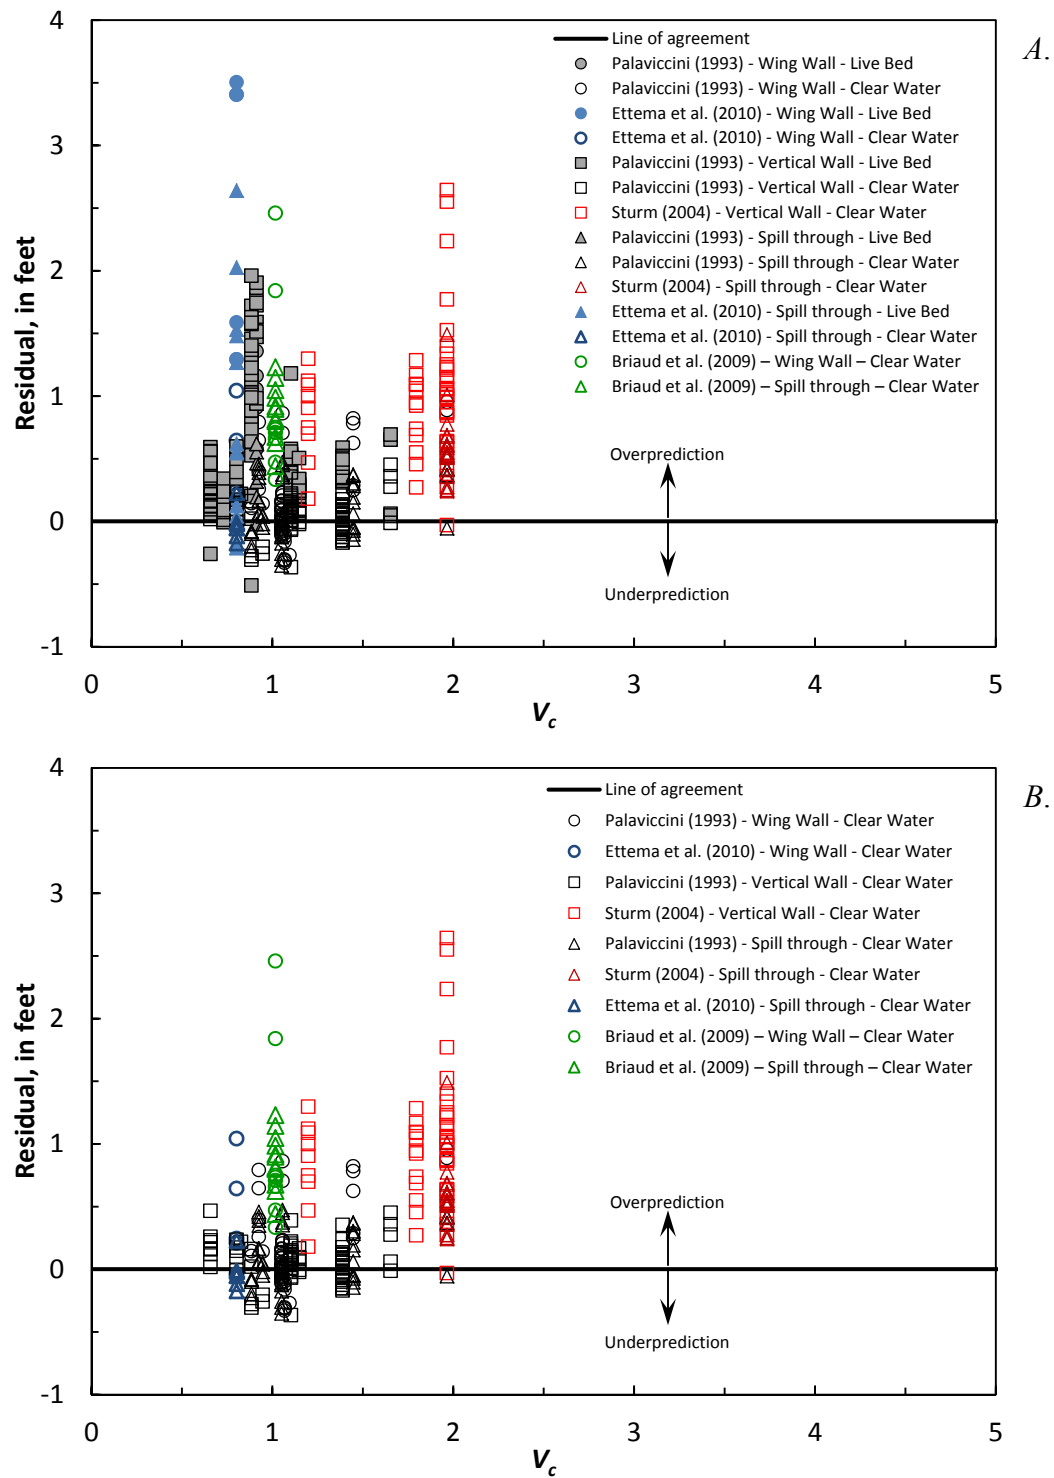 A.
4
3
2
1
0
-1
Residual, in feet
Line of agreement
Palaviccini (1993) - Wing Wall - Live Bed
Palaviccini (1993) - Wing Wall - Clear Water
Ettema et al. (2010) - Wing Wall - Live Bed
Ettema et al. (2010) - Wing Wall - Clear Water
Palaviccini (1993) - Vertical Wall - Live Bed
Palaviccini (1993) - Vertical Wall - Clear Water
Sturm (2004) - Vertical Wall - Clear Water
Palaviccini (1993) - Spill through - Live Bed
Palaviccini (1993) - Spill through - Clear Water
Sturm (2004) - Spill through - Clear Water
Ettema et al. (2010) - Spill through - Live Bed
Ettema et al. (2010) - Spill through - Clear Water
Briaud et al. (2009) – Wing Wall – Clear Water
Briaud et al. (2009) – Spill through – Clear Water
Overprediction
Underprediction
0 1 2 3 4 5
Vc
B.
4
3
2
1
0
-1
Residual, in feet
Line of agreement
Palaviccini (1993) - Wing Wall - Clear Water
Ettema et al. (2010) - Wing Wall - Clear Water
Palaviccini (1993) - Vertical Wall - Clear Water
Sturm (2004) - Vertical Wall - Clear Water
Palaviccini (1993) - Spill through - Clear Water
Sturm (2004) - Spill through - Clear Water
Ettema et al. (2010) - Spill through - Clear Water
Briaud et al. (2009) – Wing Wall – Clear Water
Briaud et al. (2009) – Spill through – Clear Water
Overprediction
Underprediction
0 1 2 3 4 5
Vc